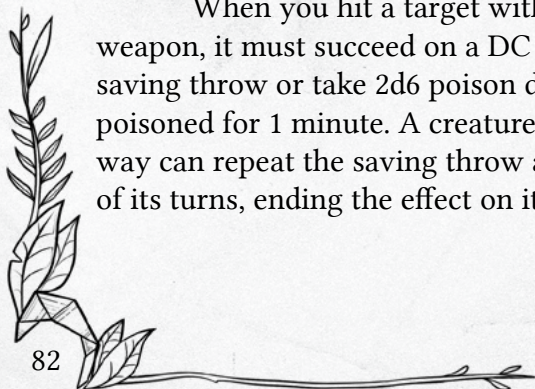 When you hit a target with
weapon, it must succeed on a DC
saving throw or take 2d6 poison d
poisoned for 1 minute. A creature
way can repeat the saving throw a
of its turns, ending the effect on it
82